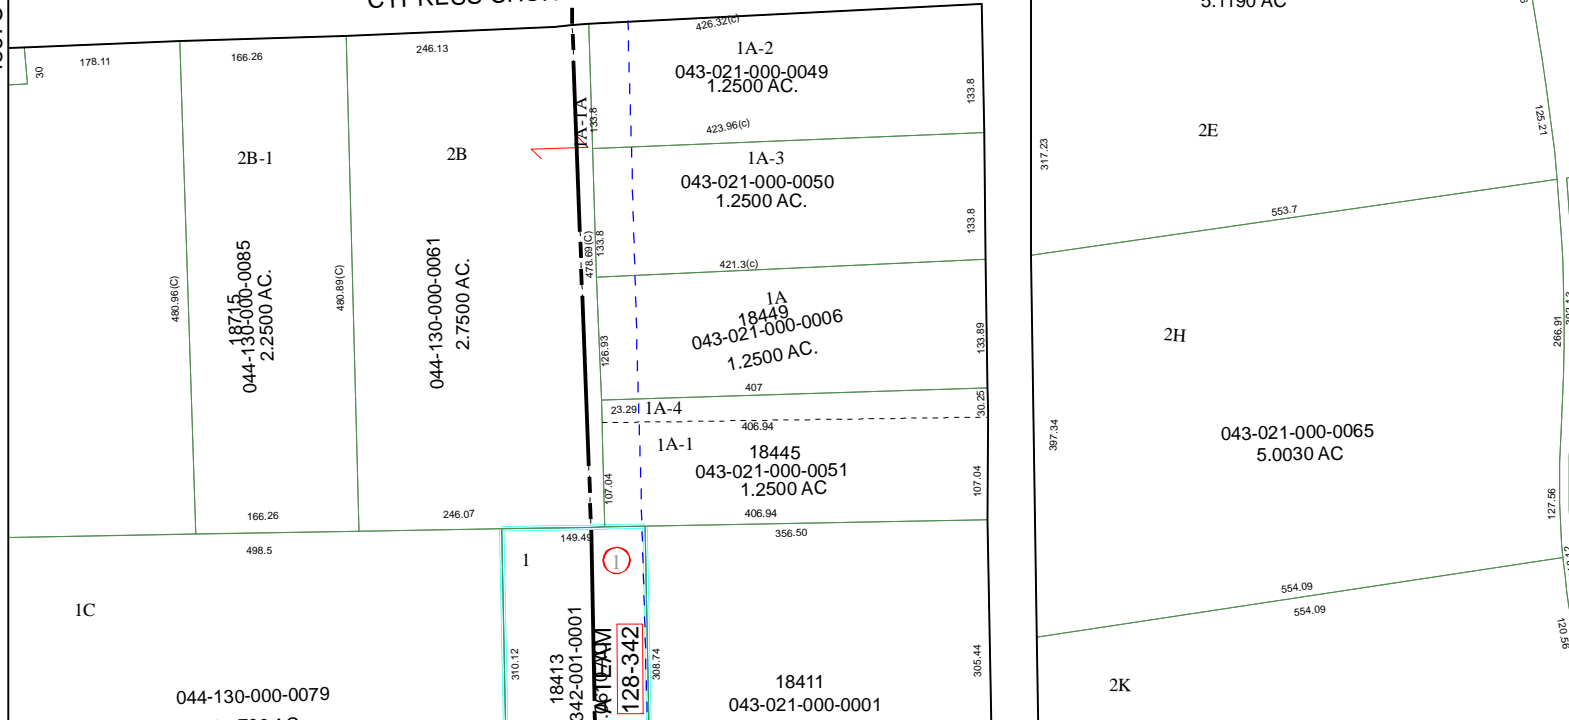 178.11
30
166.26
246.13
426.32(c)
1A-2
043-021-000-0049
1.2500 AC.
133.8
133.8
1A-1A
423.96(c)
2B-1
2B
1A-3
043-021-000-0050
1.2500 AC.
133.8
133.8
478.69(C)
421.3(c)
480.96(C)
18715
044-130-000-0085
2.2500 AC.
480.89(C)
044-130-000-0061
2.7500 AC.
1A
18449
043-021-000-0006
1.2500 AC.
126.93
133.89
407
23.29
1A-4
30.25
406.94
1A-1
18445
043-021-000-0051
1.2500 AC
107.04
107.04
166.26
246.07
406.94
498.5
149.49
356.50
1
1
1C
310.12
18413
342-001-0001
128-342
308.74
305.44
044-130-000-0079
18411
043-021-000-0001
5.1190 AC
125.21
2E
317.23
553.7
2H
266.91
397.34
043-021-000-0065
5.0030 AC
127.56
554.09
554.09
120.56
2K